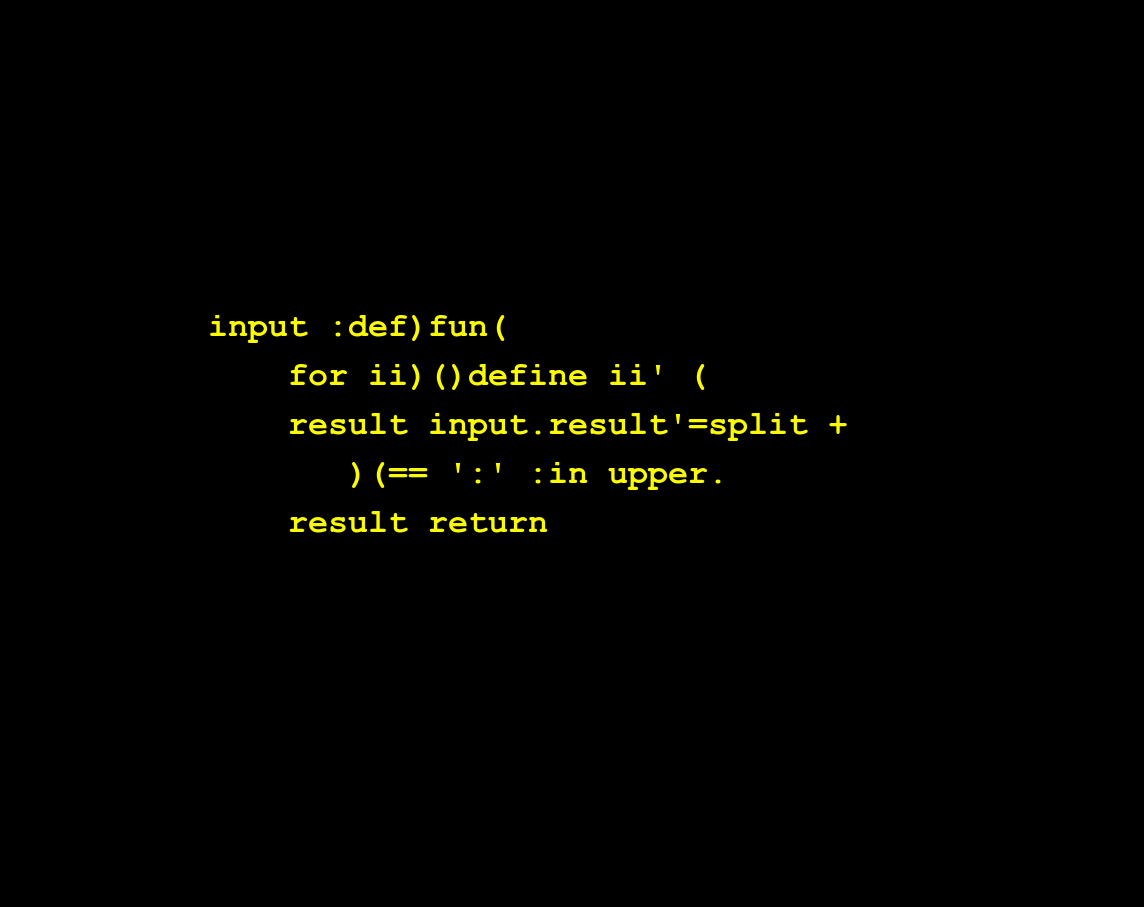 input :def)fun(
    for ii)()define ii' (
    result input.result'=split +
       )(== ':' :in upper.
    result return